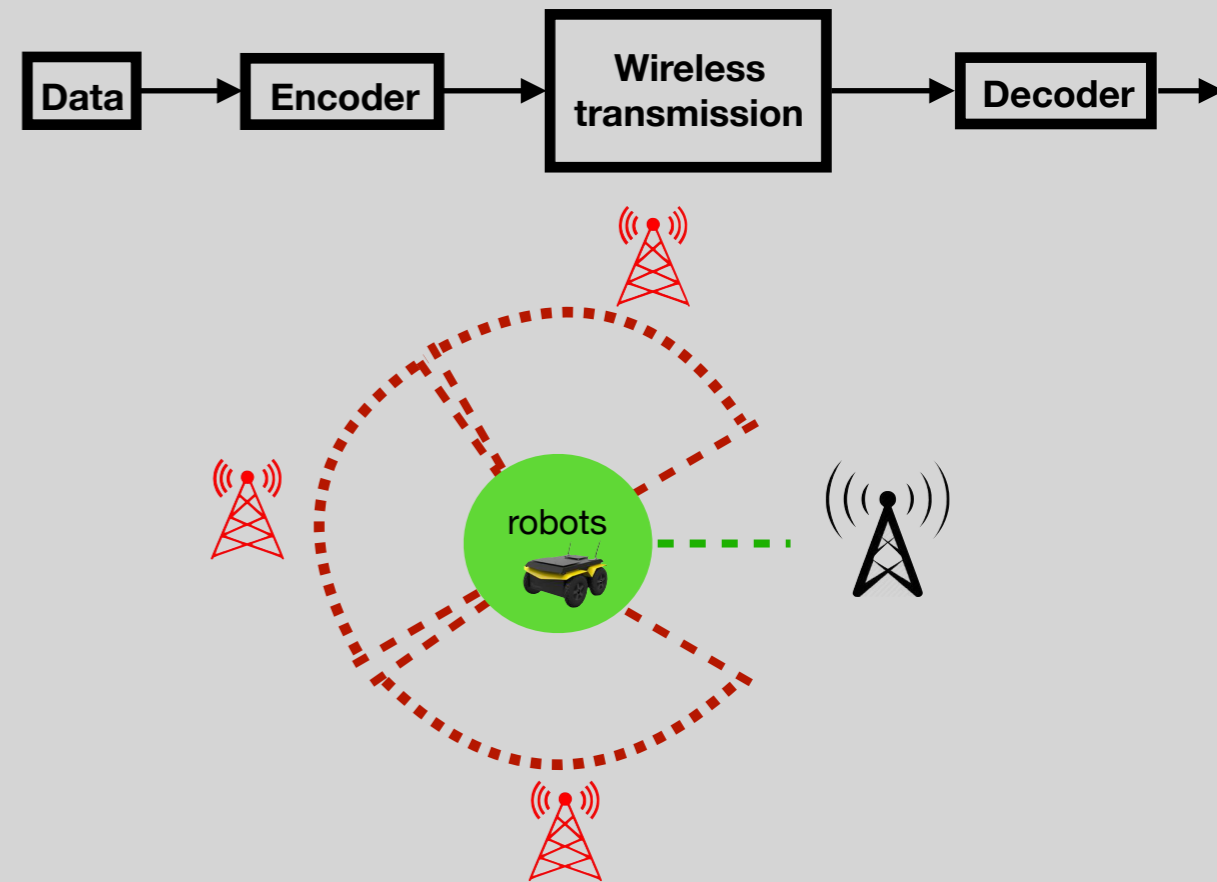 Data
Encoder
Wireless
transmission
Decoder
robots